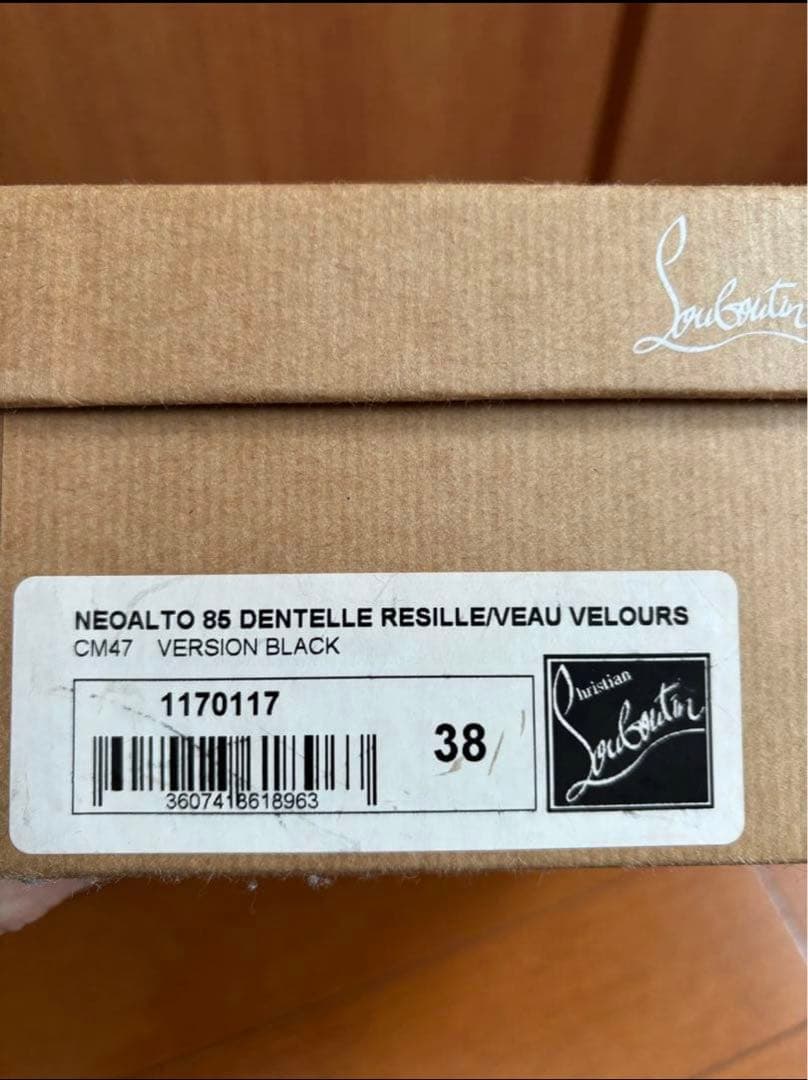 Louboutin
NEOALTO 85 DENTELLE RESILLE/VEAU VELOURS
CM47 VERSION BLACK
1170117
38
3607418618963
Christian
Louboutin